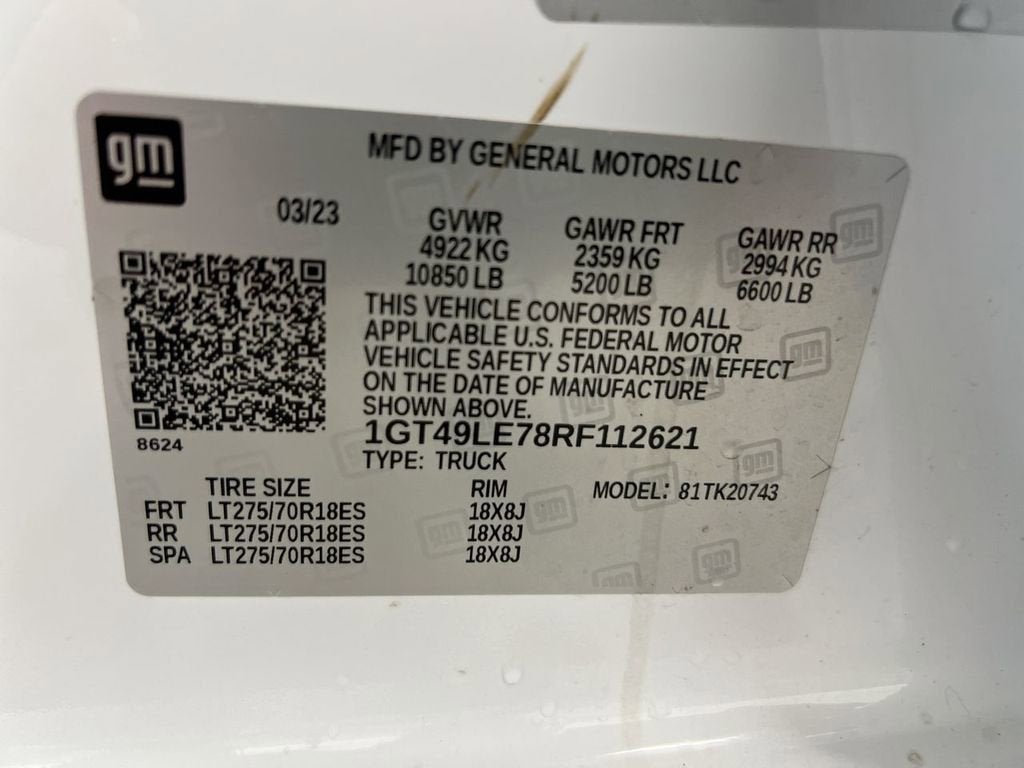 gm
MFD BY GENERAL MOTORS LLC
03/23
GVWR GAWR FRT GAWR RR
4922 KG 2359 KG 2994 KG
10850 LB 5200 LB 6600 LB
THIS VEHICLE CONFORMS TO ALL
APPLICABLE U.S. FEDERAL MOTOR
VEHICLE SAFETY STANDARDS IN EFFECT
ON THE DATE OF MANUFACTURE
SHOWN ABOVE.
8624
1GT49LE78RF112621
TYPE: TRUCK
TIRE SIZE RIM MODEL: 81TK20743
FRT LT275/70R18ES 18X8J
RR LT275/70R18ES 18X8J
SPA LT275/70R18ES 18X8J